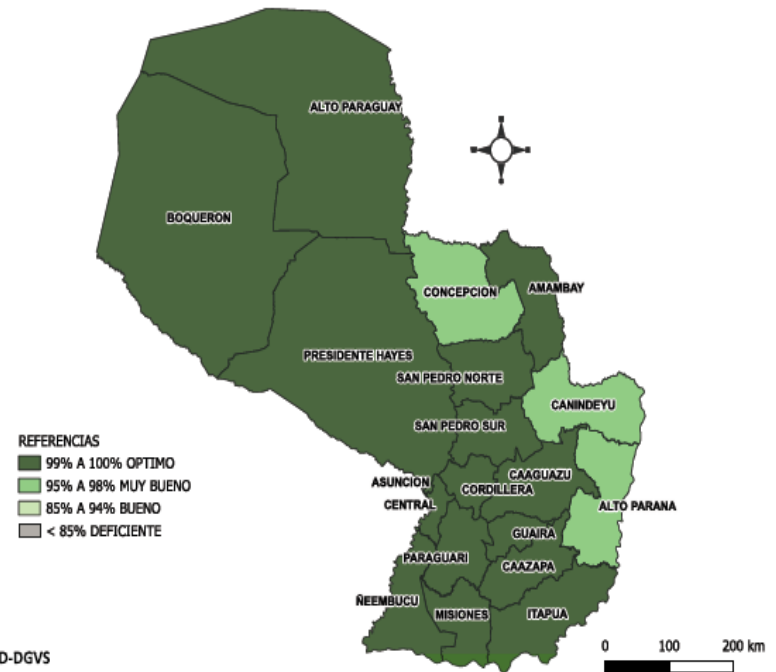 ALTO PARAGUAY
BOQUERON
CONCEPCION
AMAMBAY
PRESIDENTE HAYES
SAN PEDRO NORTE
CANINDEYU
SAN PEDRO SUR
REFERENCIAS
99% A 100% OPTIMO
95% A 98% MUY BUENO
85% A 94% BUENO
< 85% DEFICIENTE
ASUNCION
CENTRAL
CORDILLERA
CAAGUAZU
ALTO PARANA
GUAIRA
PARAGUARI
CAAZAPA
ÑEEMBUCU
MISIONES
ITAPUA
D-DGVS
0 100 200 km